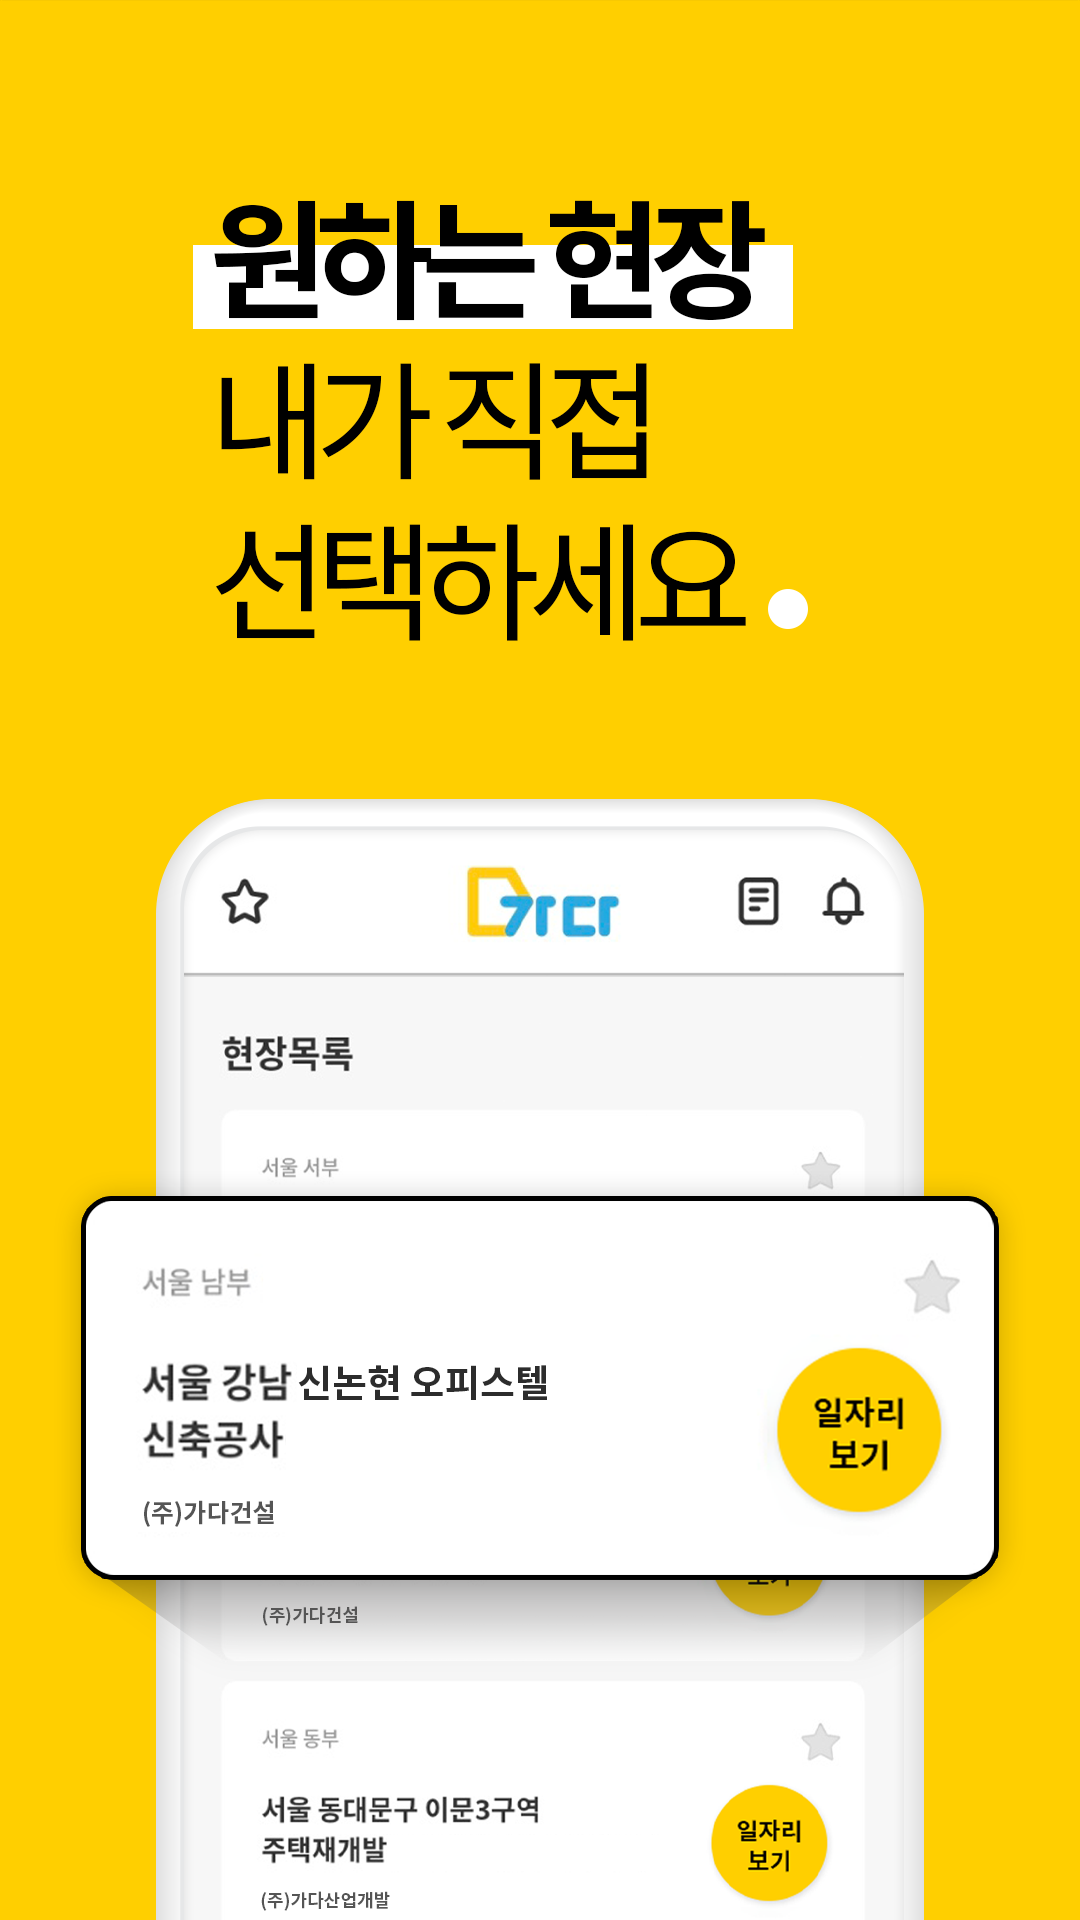 원하는 현장
내가 직접
선택하세요
가다
현장목록
서울 서부
서울 남부
서울 강남 신논현 오피스텔
신축공사
(주)가다건설
일자리
보기
보기
(주)가다건설
서울 동부
서울 동대문구 이문3구역
주택재개발
(주)가다산업개발
일자리
보기